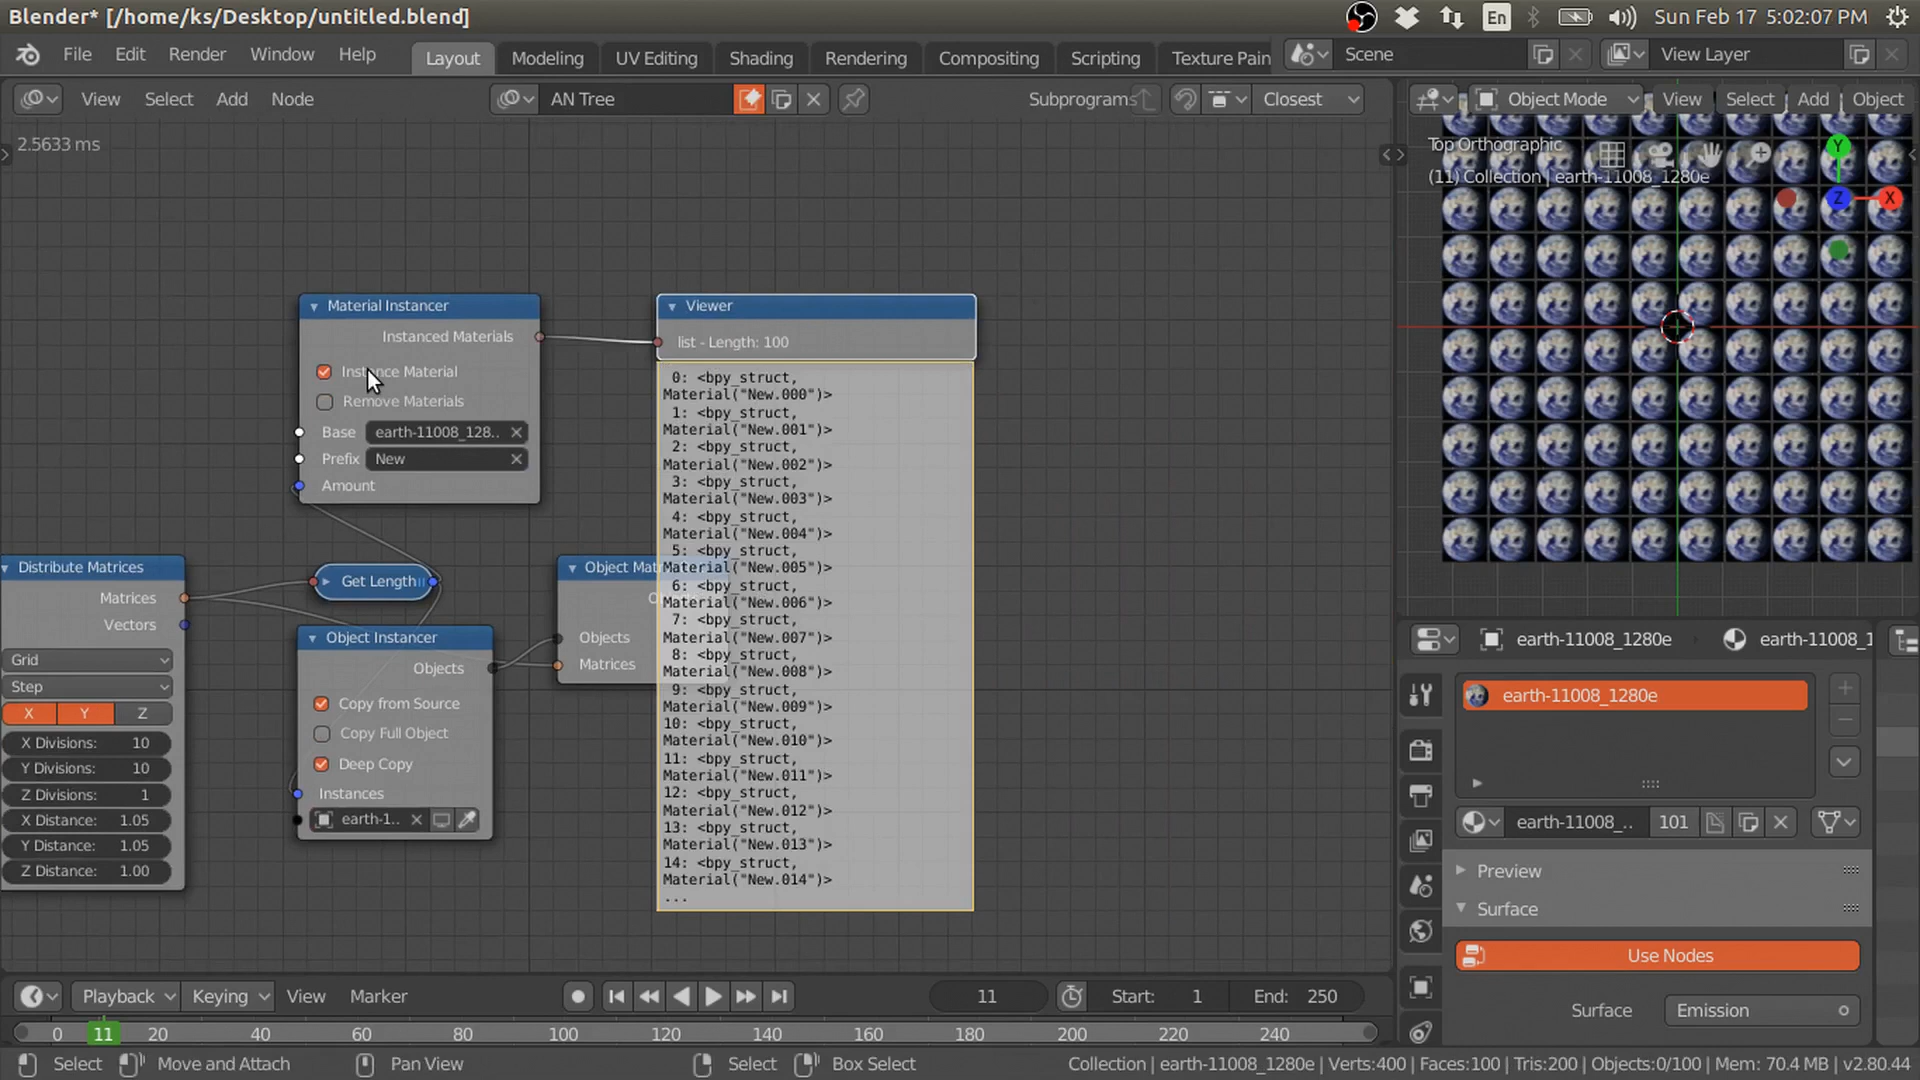 Blender* [/home/ks/Desktop/untitled.blend]
En
Sun Feb 17 5:02:07 PM
File Edit Render Window Help
Layout Modeling UV Editing Shading Rendering Compositing Scripting Texture Pain
Scene
View Layer
View Select Add Node
AN Tree
Subprograms
Closest
Object Mode
View Select Add Object
2.5633 ms
Top Orthographic
(11) Collection | earth-11008_1280e
Y
Z
X
Material Instancer
Instanced Materials
Instance Material
Remove Materials
Base earth-11008_128..
Prefix New
Amount
Viewer
list - Length: 100
0: <bpy_struct,
Material("New.000")>
1: <bpy_struct,
Material("New.001")>
2: <bpy_struct,
Material("New.002")>
3: <bpy_struct,
Material("New.003")>
4: <bpy_struct,
Material("New.004")>
5: <bpy_struct,
Material("New.005")>
6: <bpy_struct,
Material("New.006")>
7: <bpy_struct,
Material("New.007")>
8: <bpy_struct,
Material("New.008")>
9: <bpy_struct,
Material("New.009")>
10: <bpy_struct,
Material("New.010")>
11: <bpy_struct,
Material("New.011")>
12: <bpy_struct,
Material("New.012")>
13: <bpy_struct,
Material("New.013")>
14: <bpy_struct,
Material("New.014")>
...
Distribute Matrices
Matrices
Vectors
Grid
Step
X Y Z
X Divisions: 10
Y Divisions: 10
Z Divisions: 1
X Distance: 1.05
Y Distance: 1.05
Z Distance: 1.00
Get Length
Object Instancer
Objects
Copy from Source
Copy Full Object
Deep Copy
Instances
earth-1..
Object Mat
Objects
Matrices
earth-11008_1280e
earth-11008_1
earth-11008_1280e
earth-11008_.. 101
Preview
Surface
Use Nodes
Surface Emission
Playback Keying View Marker
11
Start: 1
End: 250
0 11 20 40 60 80 100 120 140 160 180 200 220 240
Select Move and Attach Pan View Select Box Select
Collection | earth-11008_1280e | Verts:400 | Faces:100 | Tris:200 | Objects:0/100 | Mem: 70.4 MB | v2.80.44